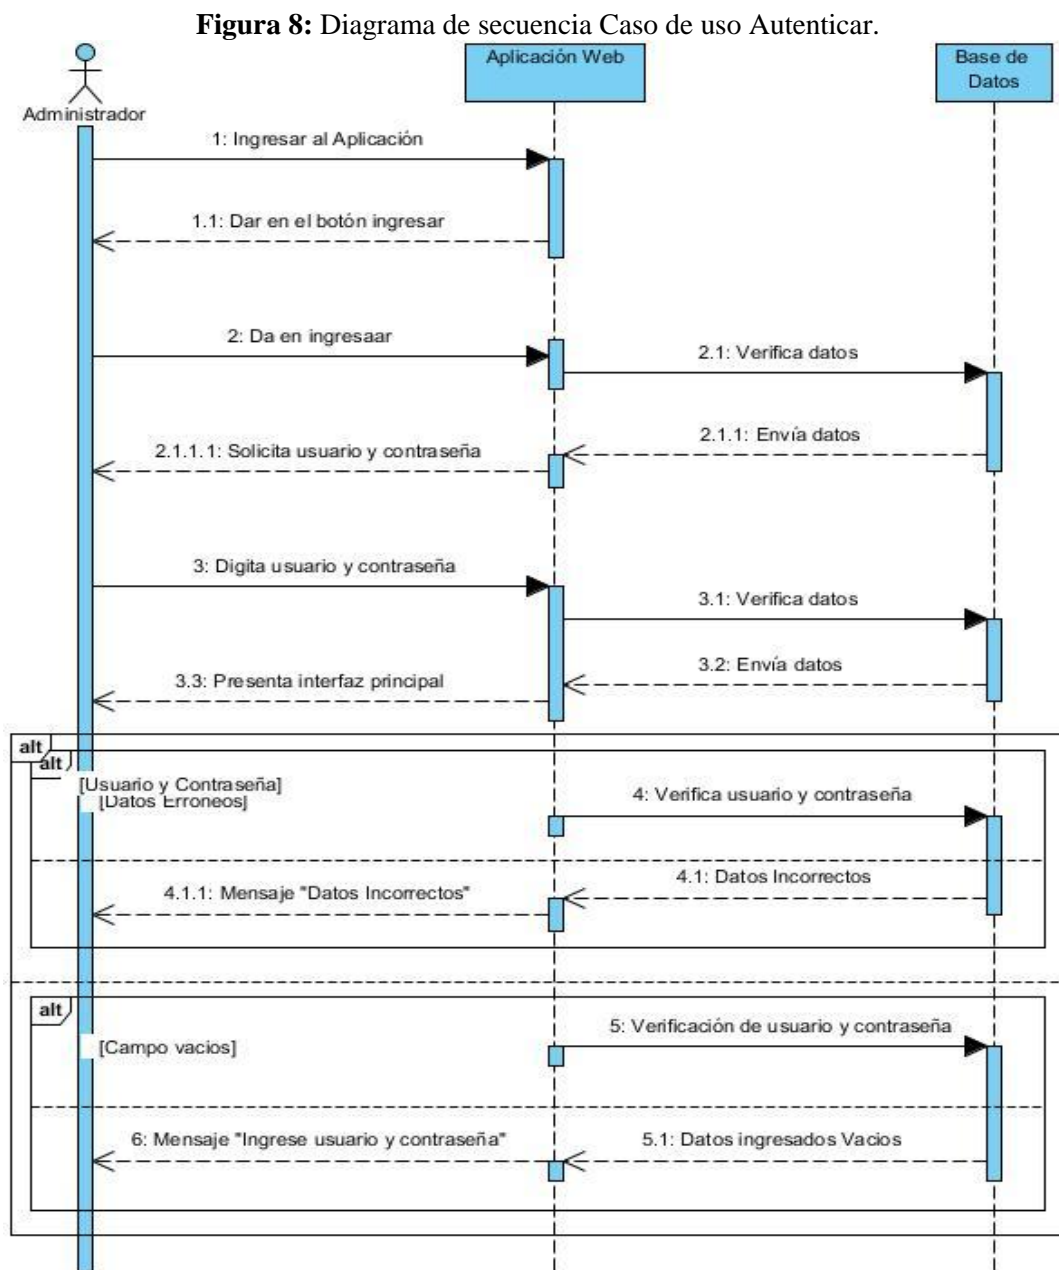 Figura 8: Diagrama de secuencia Caso de uso Autenticar.
Administrador
Aplicación Web
Base de
Datos
1: Ingresar al Aplicación
1.1: Dar en el botón ingresar
2: Da en ingresaar
2.1: Verifica datos
2.1.1: Envía datos
2.1.1.1: Solicita usuario y contraseña
3: Digita usuario y contraseña
3.1: Verifica datos
3.2: Envía datos
3.3: Presenta interfaz principal
alt
alt
[Usuario y Contraseña]
[Datos Erroneos]
4: Verifica usuario y contraseña
4.1: Datos Incorrectos
4.1.1: Mensaje "Datos Incorrectos"
alt
5: Verificación de usuario y contraseña
[Campo vacios]
6: Mensaje "Ingrese usuario y contraseña"
5.1: Datos ingresados Vacios